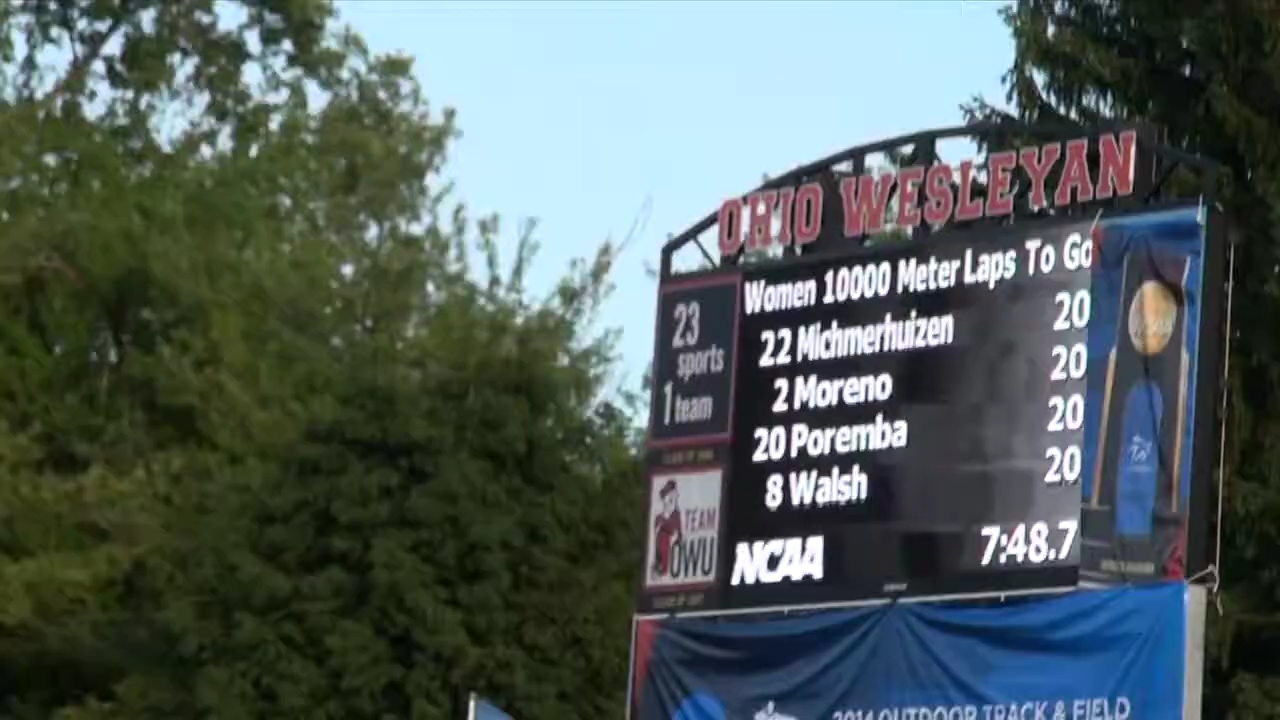 OHIO WESLEYAN
23
sports
1 team
TEAM
OWU
Women 10000 Meter Laps To Go
22 Michmerhuizen 20
2 Moreno 20
20 Poremba 20
8 Walsh 20
NCAA 7:48.7
2014 OUTDOOR TRACK & FIELD